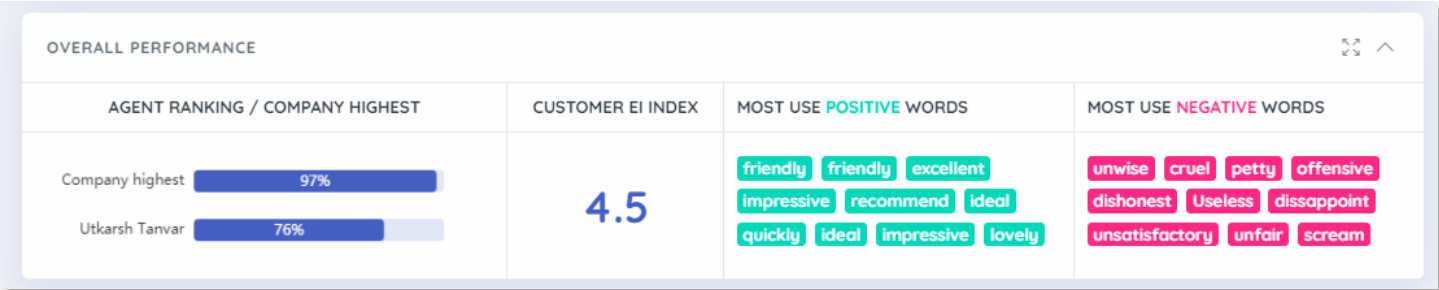 OVERALL PERFORMANCE
AGENT RANKING / COMPANY HIGHEST
CUSTOMER EI INDEX
MOST USE POSITIVE WORDS
MOST USE NEGATIVE WORDS
Company highest 97%
Utkarsh Tanvar 76%
4.5
friendly friendly excellent
impressive recommend ideal
quickly ideal impressive lovely
unwise cruel petty offensive
dishonest Useless dissappoint
unsatisfactory unfair scream